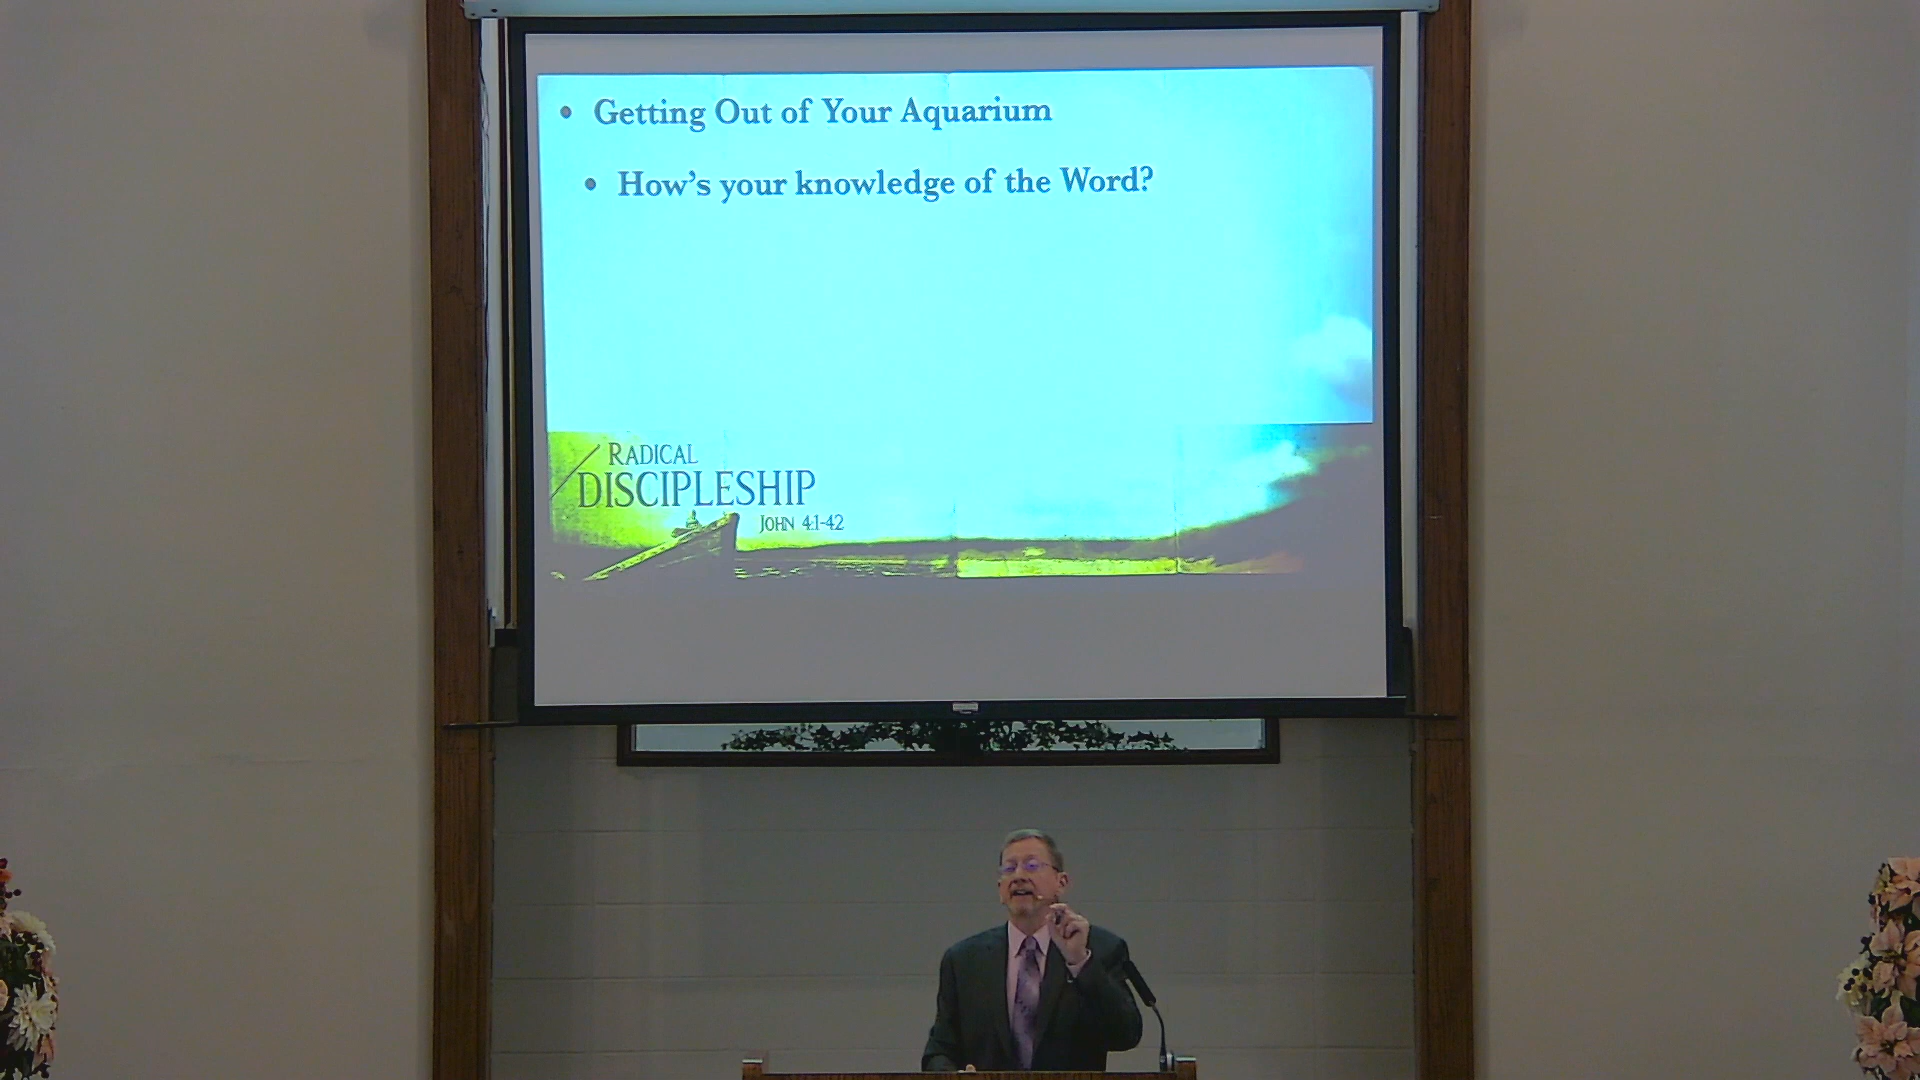 • Getting Out of Your Aquarium
• How's your knowledge of the Word?
RADICAL
DISCIPLESHIP
JOHN 4:1-42